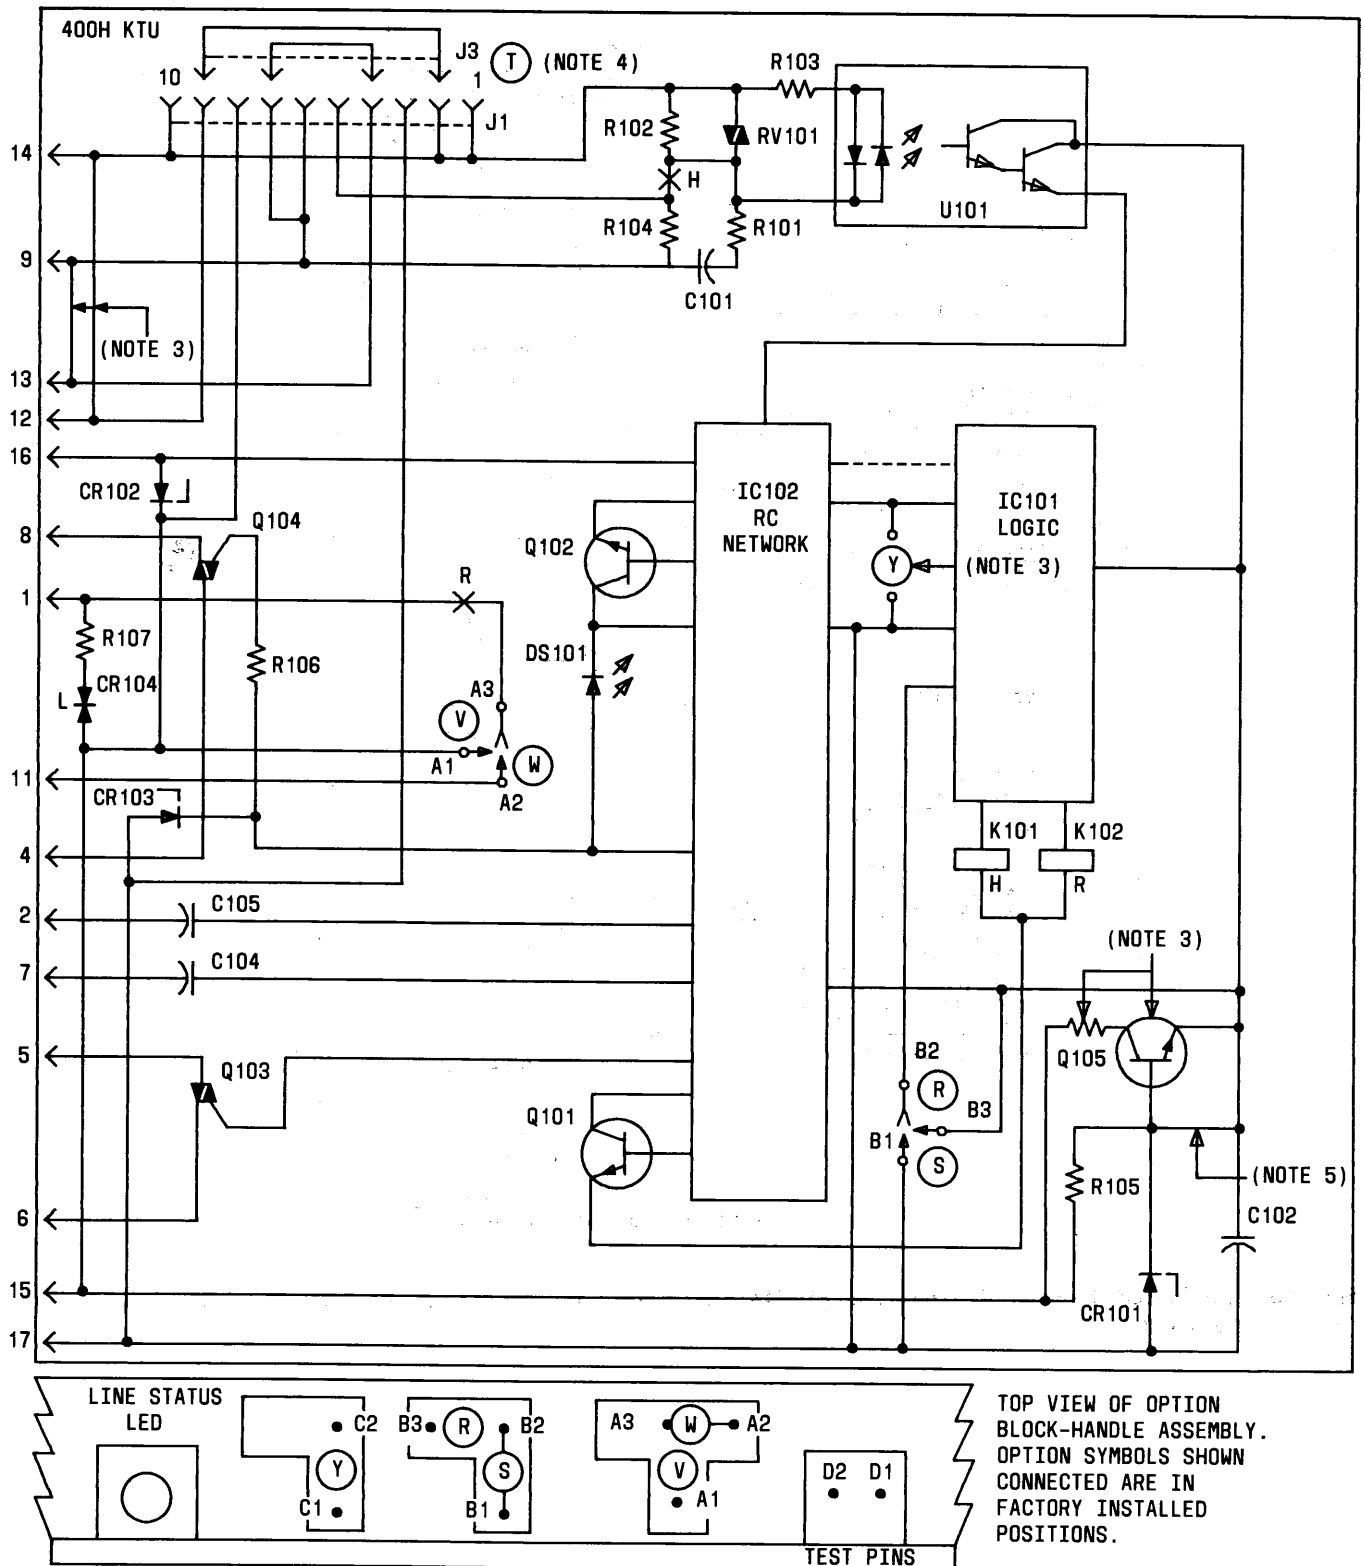 400H KTU
J3
T (NOTE 4)
10
1
J1
R103
R102
RV101
14
H
R104
R101
U101
9
C101
(NOTE 3)
13
12
16
CR102
IC102
RC
NETWORK
IC101
LOGIC
8
Q104
Q102
Y
(NOTE 3)
1
R
R107
R106
DS101
CR104
L
A3
V
A1
W
11
A2
CR103
K101
K102
4
H
R
2
C105
(NOTE 3)
7
C104
5
Q103
Q105
B2
R
B3
Q101
B1
S
R105
(NOTE 5)
6
C102
15
CR101
17
LINE STATUS
LED
C2
Y
C1
B3
R
B2
S
B1
A3
W
A2
V
A1
D2 D1
TEST PINS
TOP VIEW OF OPTION
BLOCK-HANDLE ASSEMBLY.
OPTION SYMBOLS SHOWN
CONNECTED ARE IN
FACTORY INSTALLED
POSITIONS.